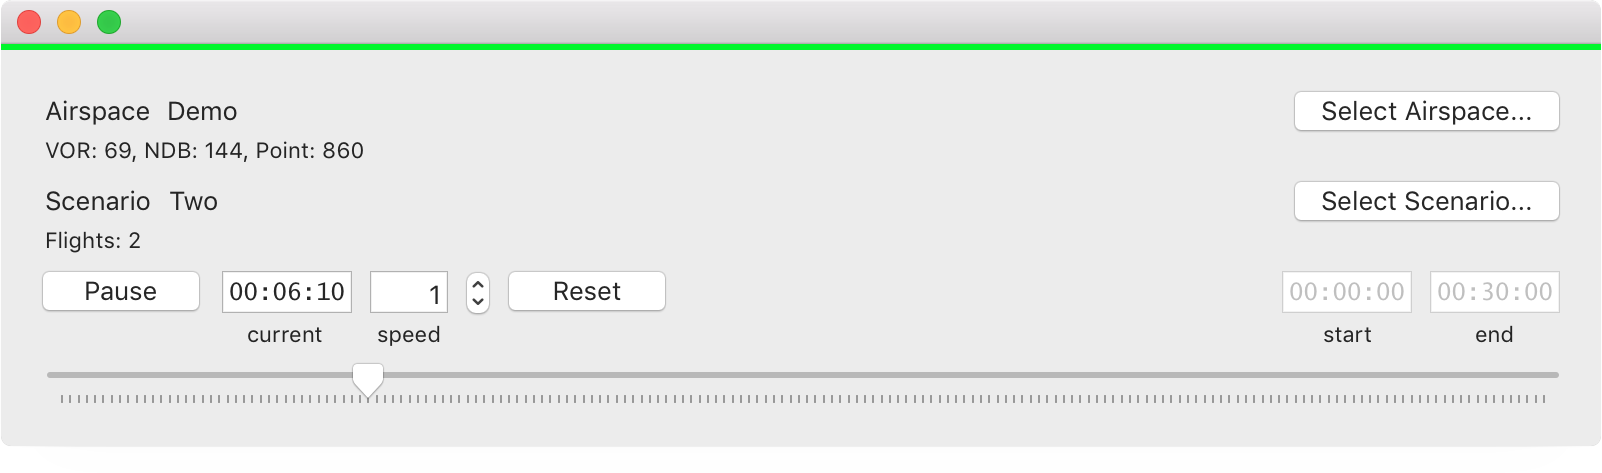 Airspace Demo Select Airspace...
VOR: 69, NDB: 144, Point: 860
Scenario Two Select Scenario...
Flights: 2
Pause 00:06:10 1 Reset 00:00:00 00:30:00
current speed start end